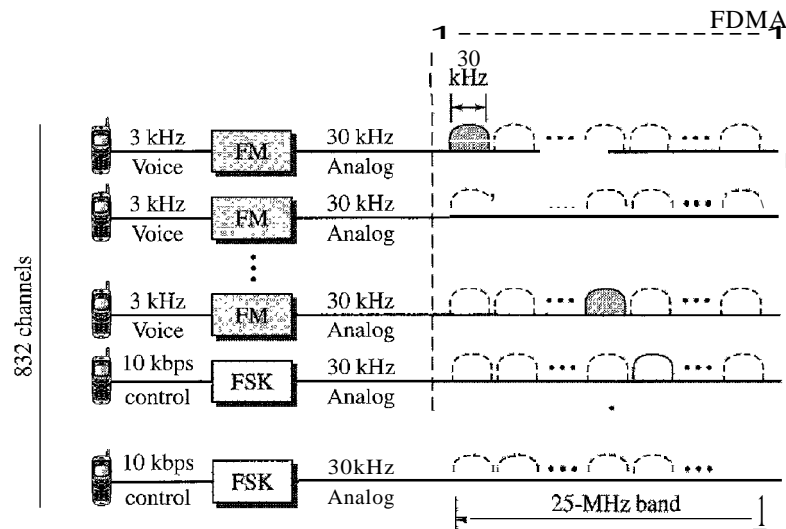 FDMA
30
kHz
3 kHz FM 30 kHz
Voice Analog
3 kHz FM 30 kHz
Voice Analog
3 kHz FM 30 kHz
Voice Analog
10 kbps FSK 30 kHz
control Analog
10 kbps FSK 30kHz
control Analog
832 channels
25-MHz band